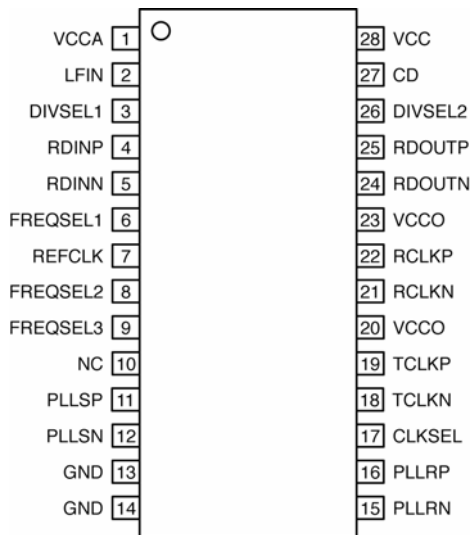 VCCA 1 28 VCC
LFIN 2 27 CD
DIVSEL1 3 26 DIVSEL2
RDINP 4 25 RDOUTP
RDINN 5 24 RDOUTN
FREQSEL1 6 23 VCCO
REFCLK 7 22 RCLKP
FREQSEL2 8 21 RCLKN
FREQSEL3 9 20 VCCO
NC 10 19 TCLKP
PLLSP 11 18 TCLKN
PLLSN 12 17 CLKSEL
GND 13 16 PLLRP
GND 14 15 PLLRN